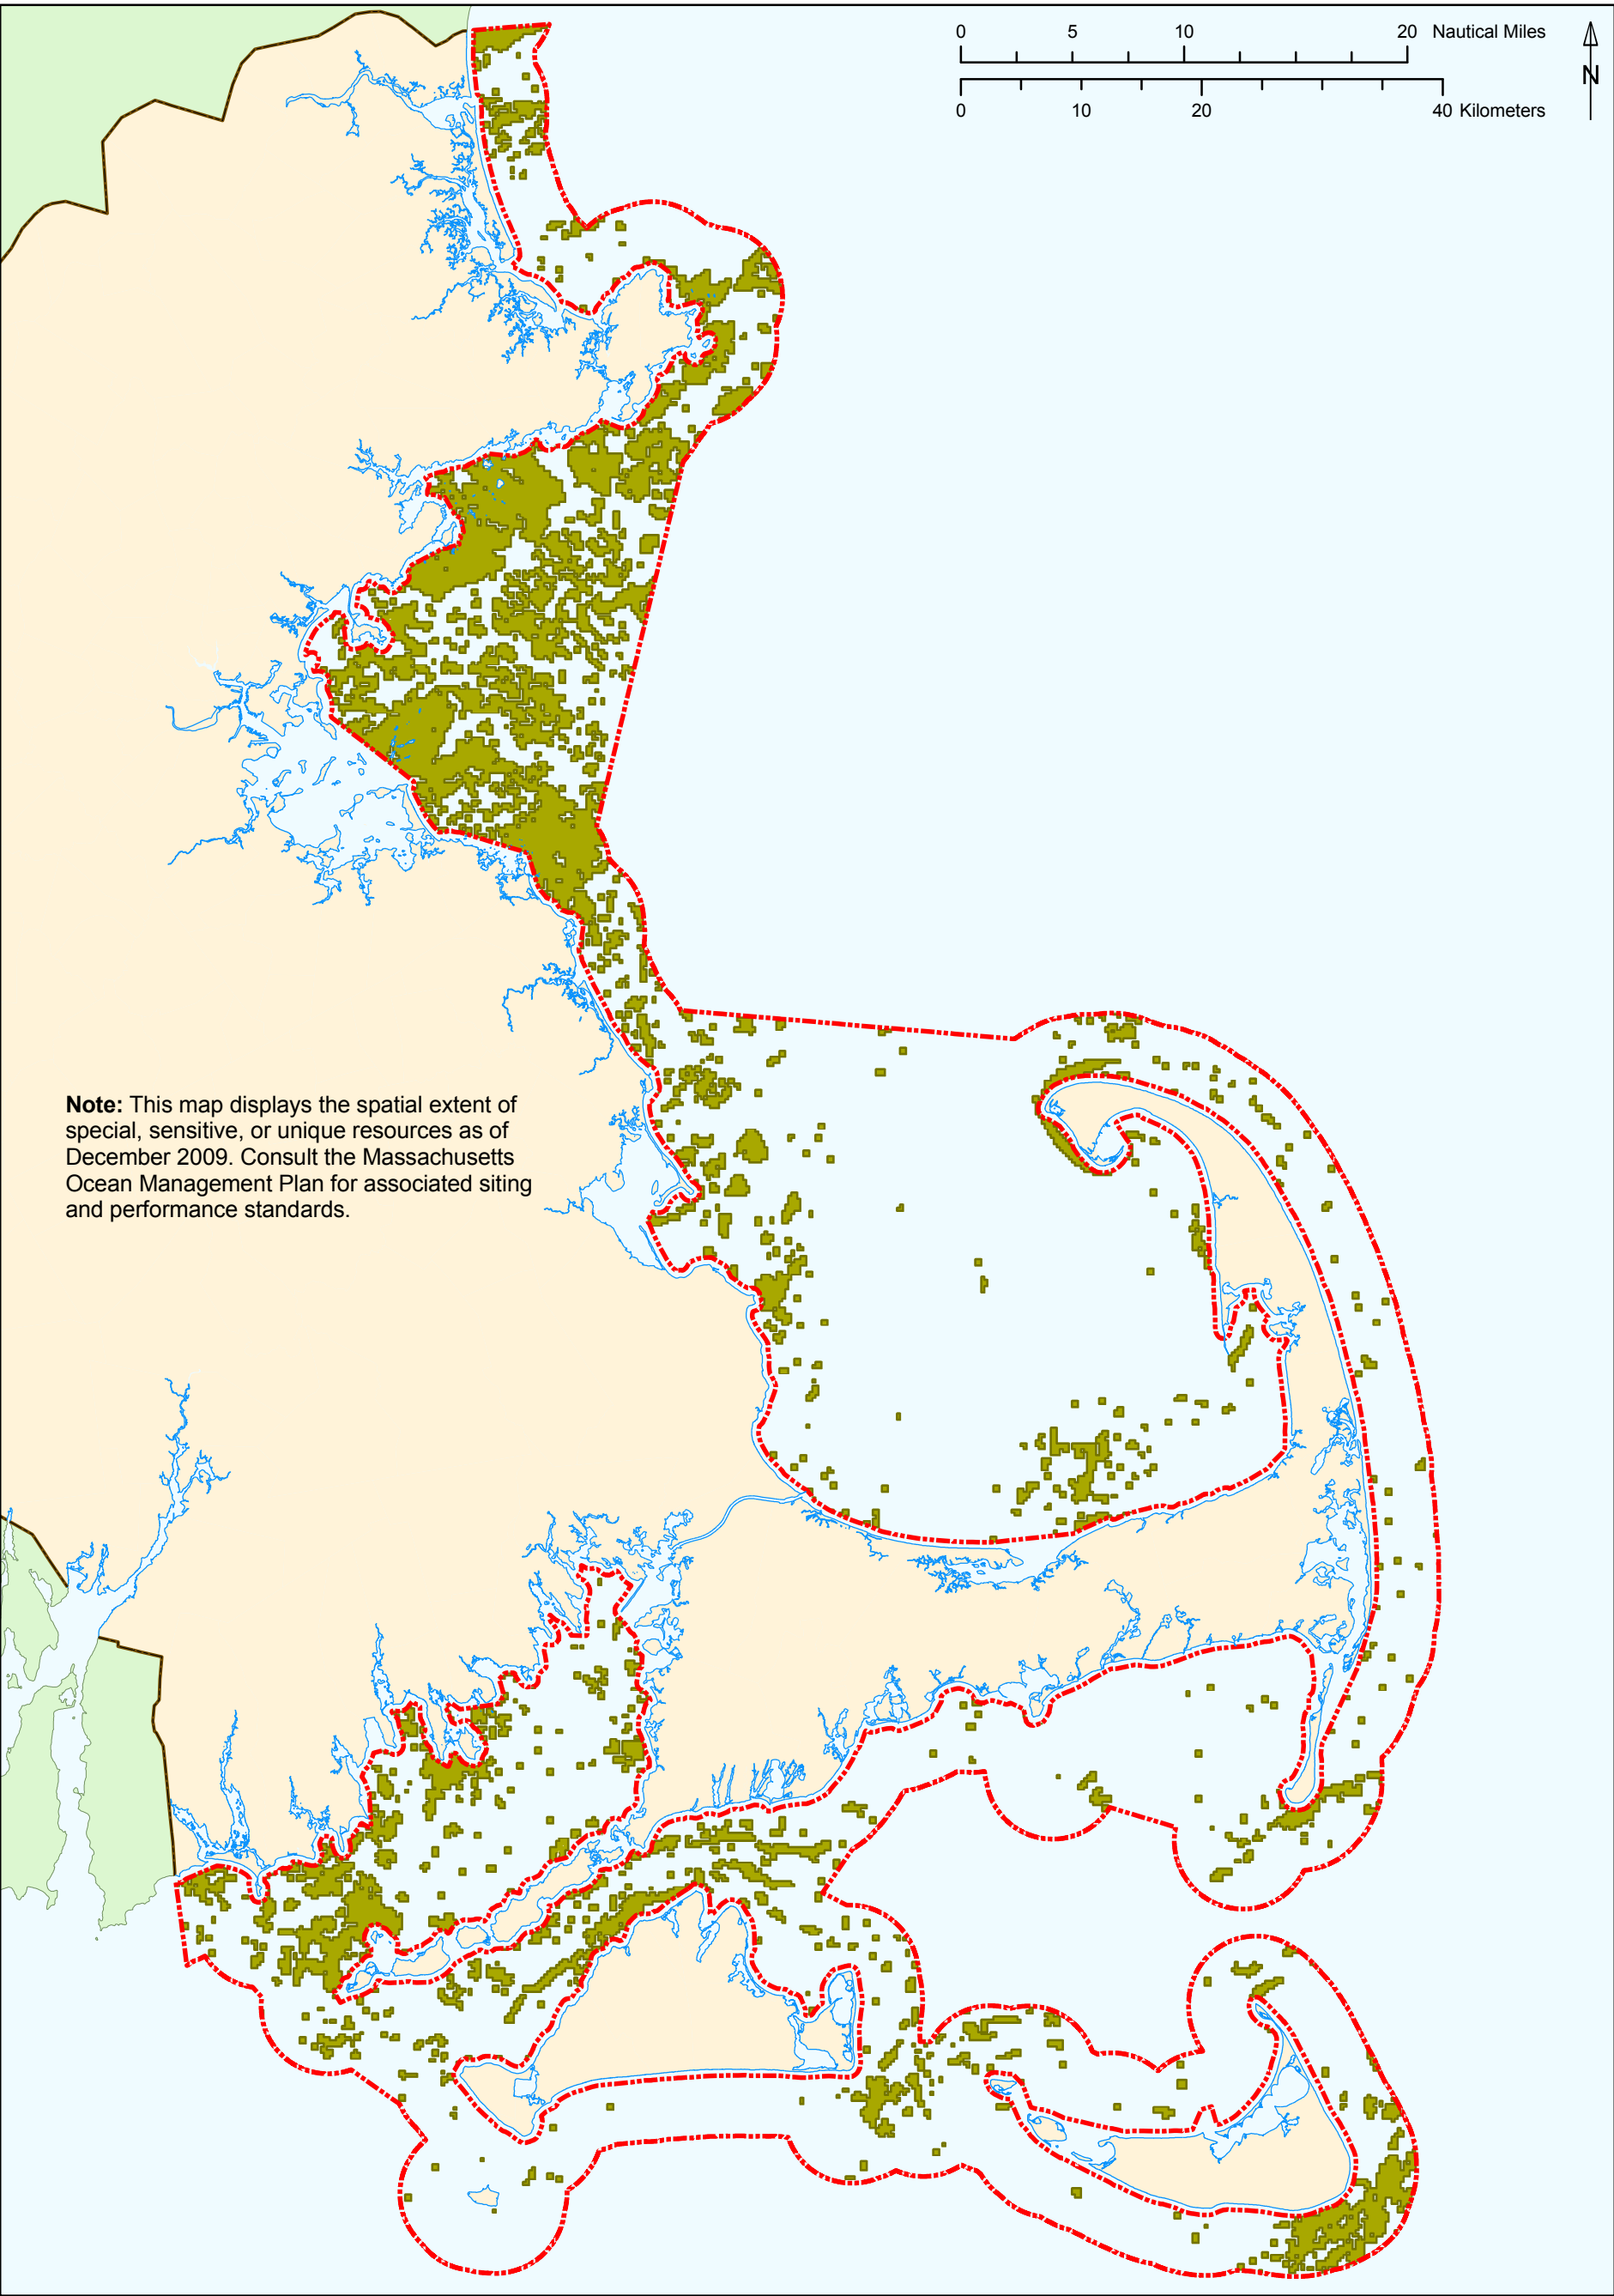 0 5 10 20 Nautical Miles
N
0 10 20 40 Kilometers
Note: This map displays the spatial extent of
special, sensitive, or unique resources as of
December 2009. Consult the Massachusetts
Ocean Management Plan for associated siting
and performance standards.